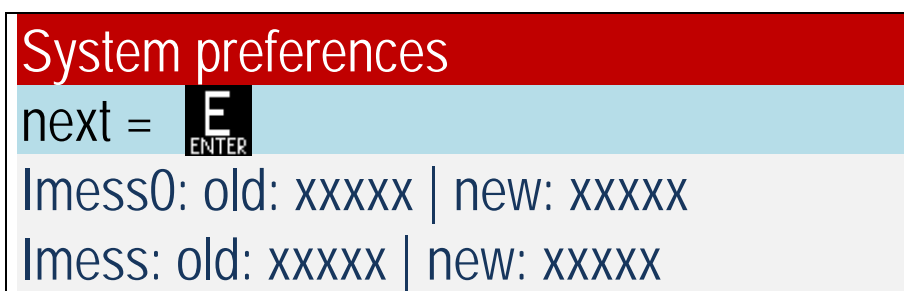 System preferences
next = E ENTER
Imess0: old: xxxxx | new: xxxxx
Imess: old: xxxxx | new: xxxxx